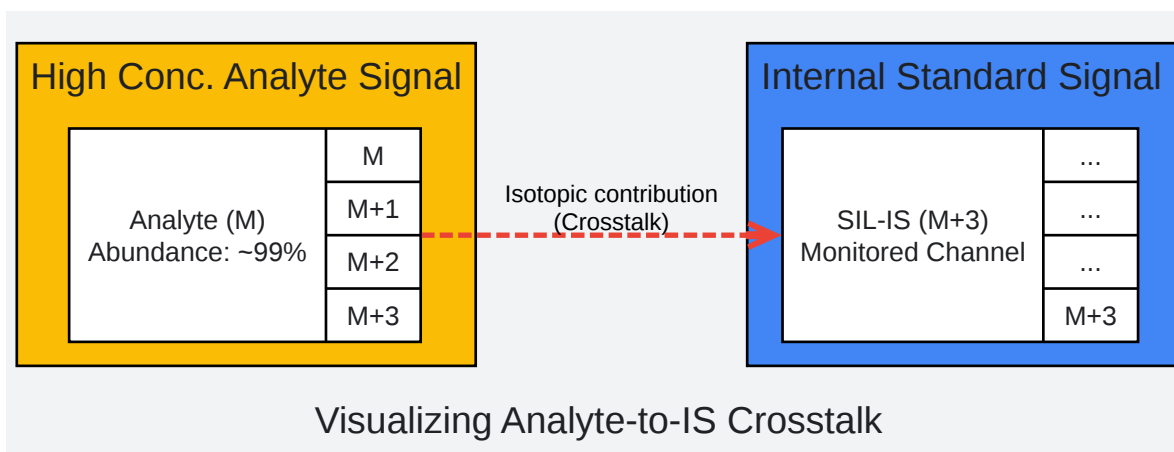 High Conc. Analyte Signal
Analyte (M)
Abundance: ~99%
M
M+1
M+2
M+3
Isotopic contribution
(Crosstalk)
Internal Standard Signal
SIL-IS (M+3)
Monitored Channel
...
...
...
M+3
Visualizing Analyte-to-IS Crosstalk